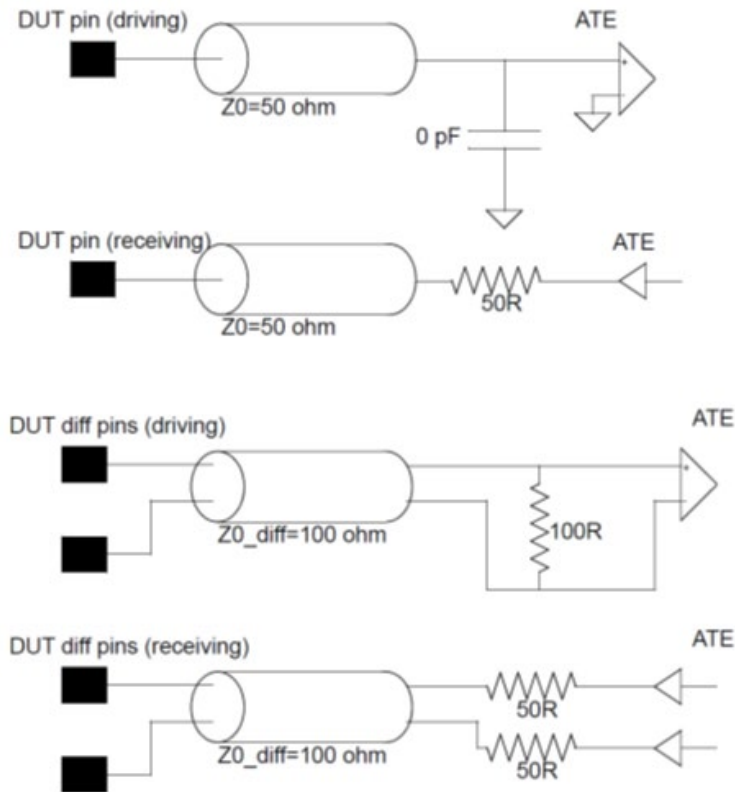 DUT pin (driving)
ATE
+
Z0=50 ohm
0 pF
-
DUT pin (receiving)
ATE
50R
Z0=50 ohm
DUT diff pins (driving)
ATE
+
-
100R
Z0_diff=100 ohm
DUT diff pins (receiving)
ATE
50R
Z0_diff=100 ohm
50R